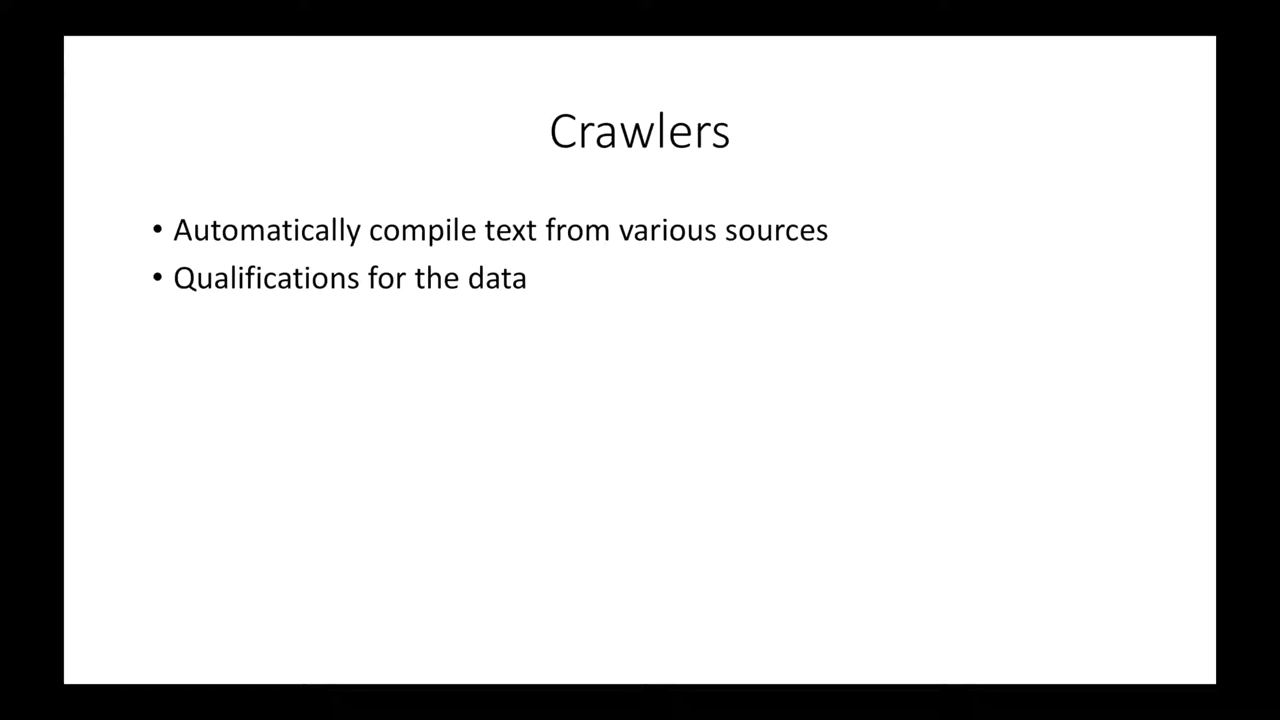 Crawlers
• Automatically compile text from various sources
• Qualifications for the data